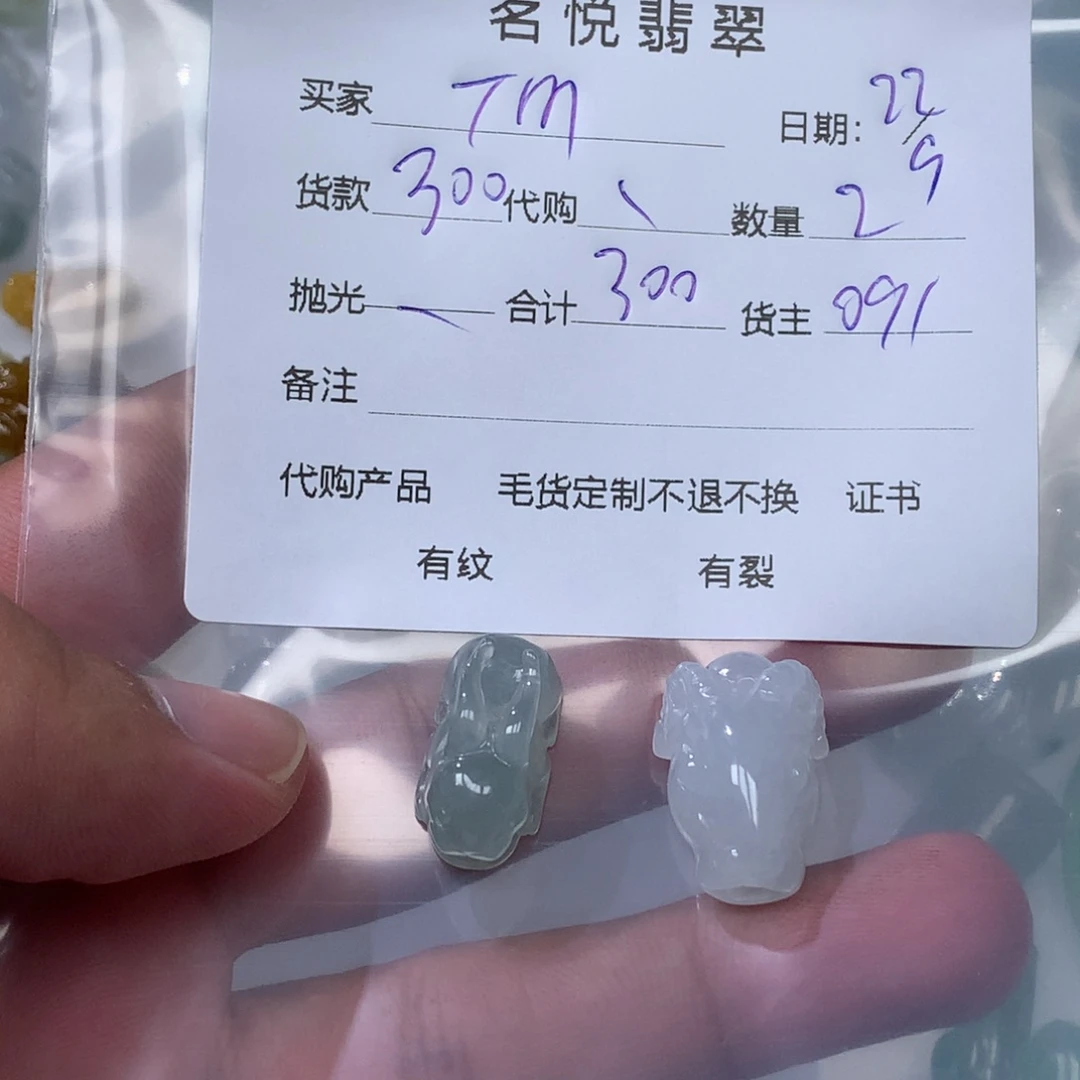 名悦翡翠
买家 TM 日期: 22/9
货款 300 代购 \ 数量 2
抛光 — 合计 300 货主 091
备注
代购产品 毛货定制不退不换 证书
有纹 有裂